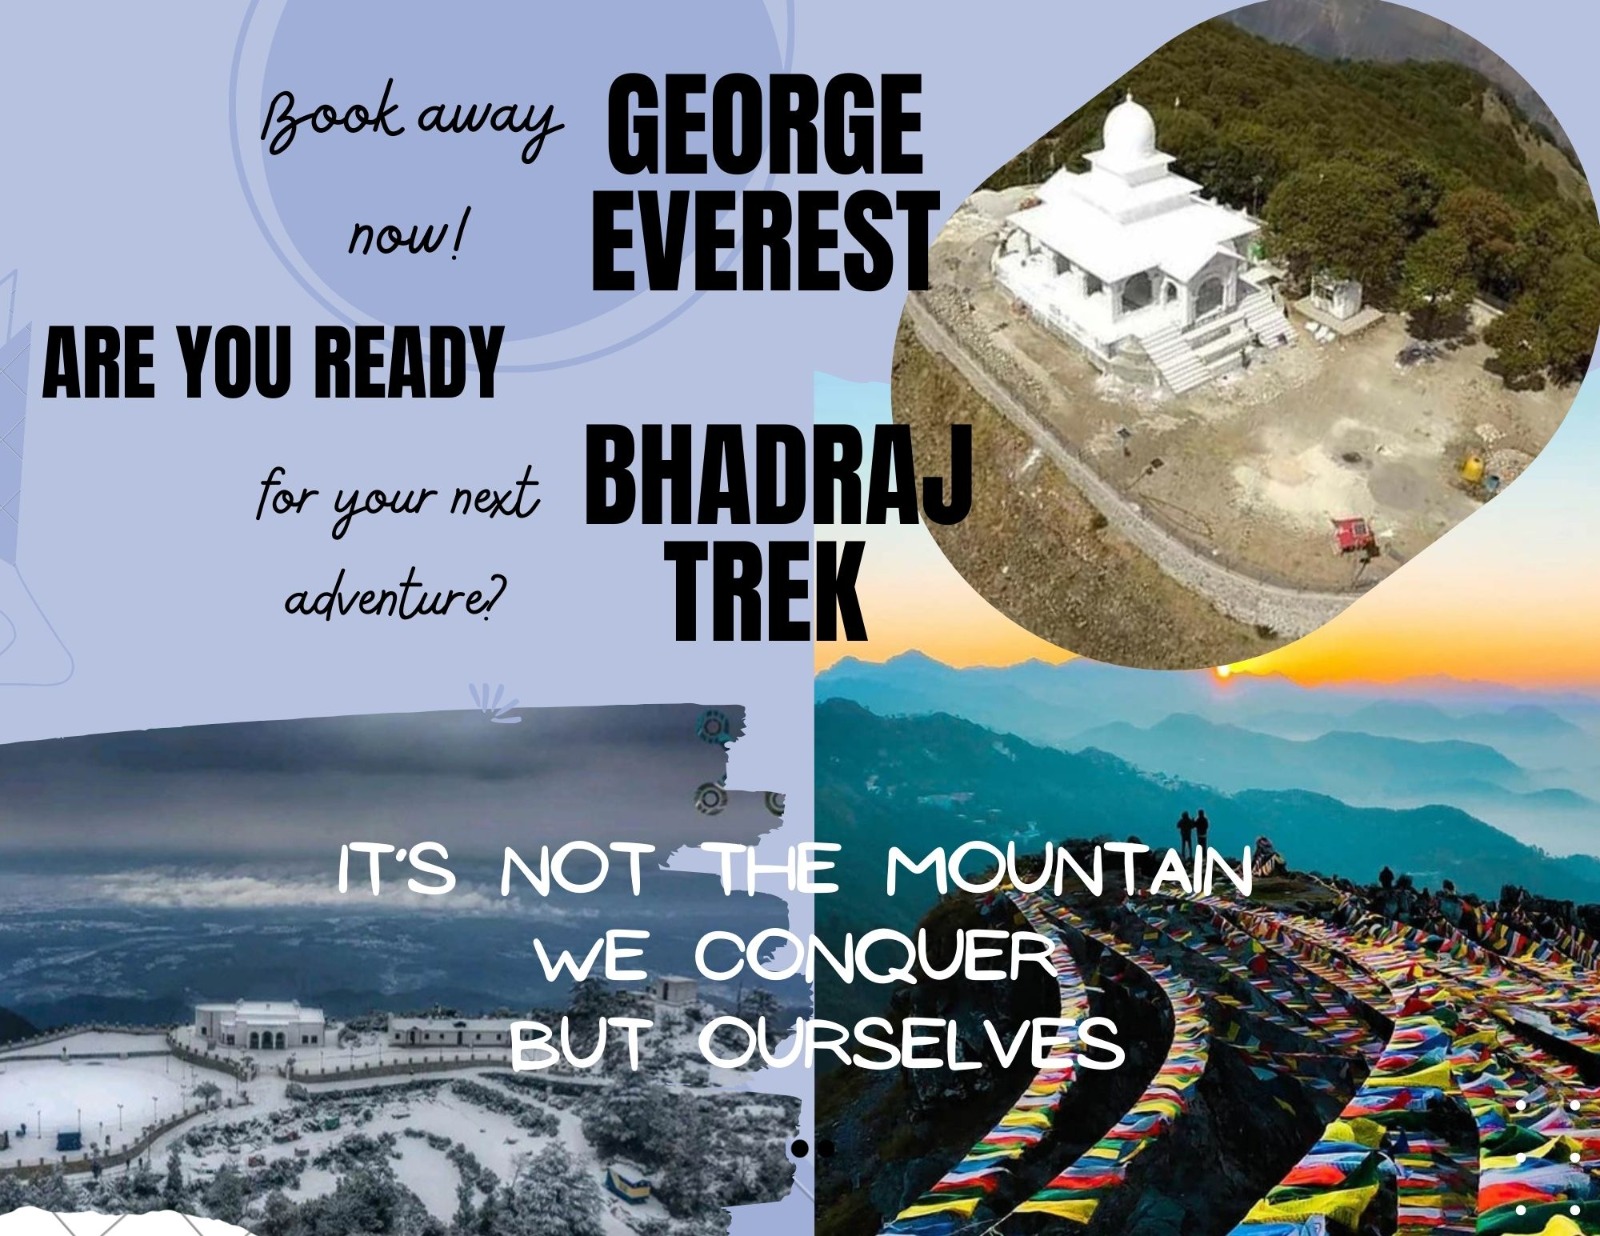 Book away
now!
GEORGE
EVEREST
ARE YOU READY
for your next
adventure?
BHADRAJ
TREK
IT'S NOT THE MOUNTAIN
WE CONQUER
BUT OURSELVES